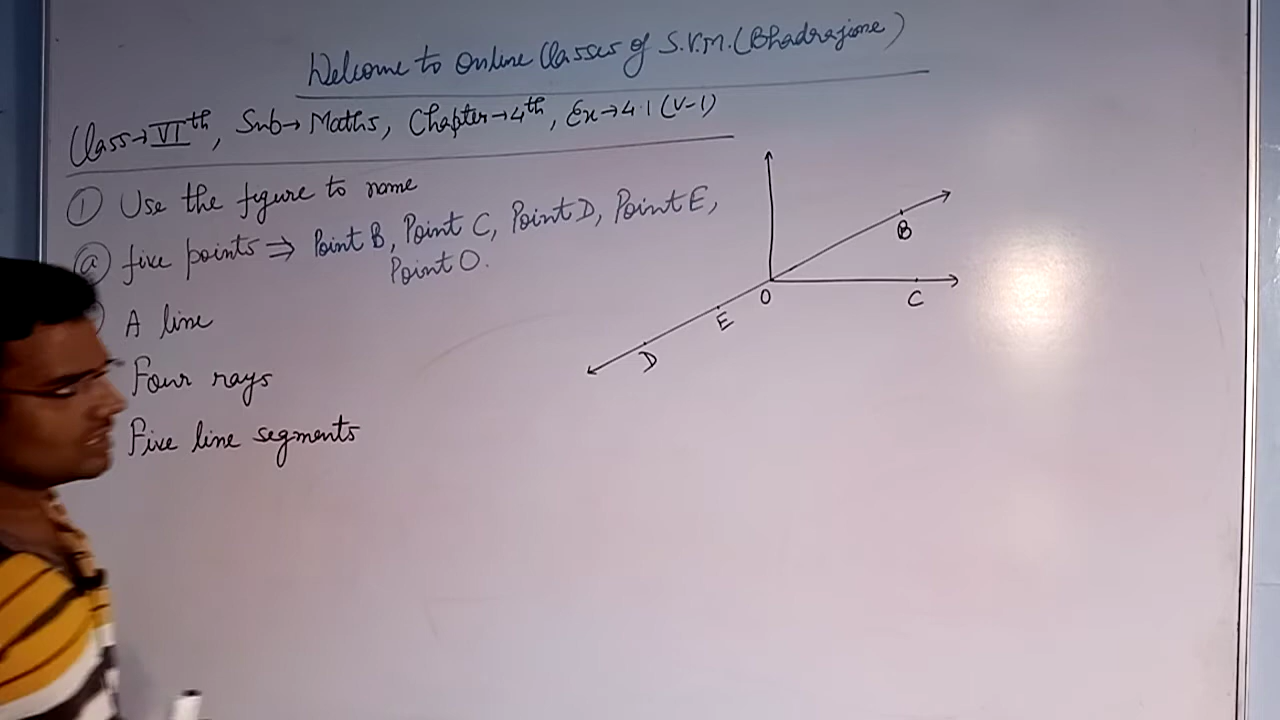 Welcome to Online Classes of S.V.M. (Bhadrajone)
Class→VIth, Sub→Maths, Chapter→4th, Ex→4.1 (V-1)
① Use the figure to name
ⓐ five points ⇒ Point B, Point C, Point D, Point E,
Point O.
A line
Four rays
Five line segments
B
O
C
E
D